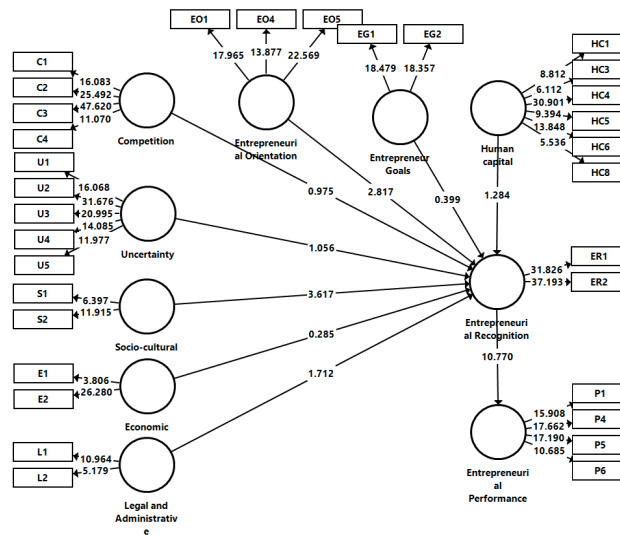 EO1
EO4
EO5
17.965
13.877
22.569
Entrepreneuri
al Orientation
EG1
EG2
18.479
18.357
Entrepreneur
Goals
HC1
HC3
HC4
HC5
HC6
HC8
8.812
6.112
30.901
9.394
13.848
5.536
Human
capital
C1
C2
C3
C4
16.083
25.492
47.620
11.070
Competition
U1
U2
U3
U4
U5
16.068
31.676
20.995
14.085
11.977
Uncertainty
S1
S2
6.397
11.915
Socio-cultural
E1
E2
3.806
26.280
Economic
L1
L2
10.964
5.179
Legal and
Administrativ
e
0.975
2.817
0.399
1.284
1.056
3.617
0.285
1.712
ER1
ER2
31.826
37.193
Entrepreneuri
al Recognition
10.770
P1
P4
P5
P6
15.908
17.662
17.190
10.685
Entrepreneuri
al
Performance